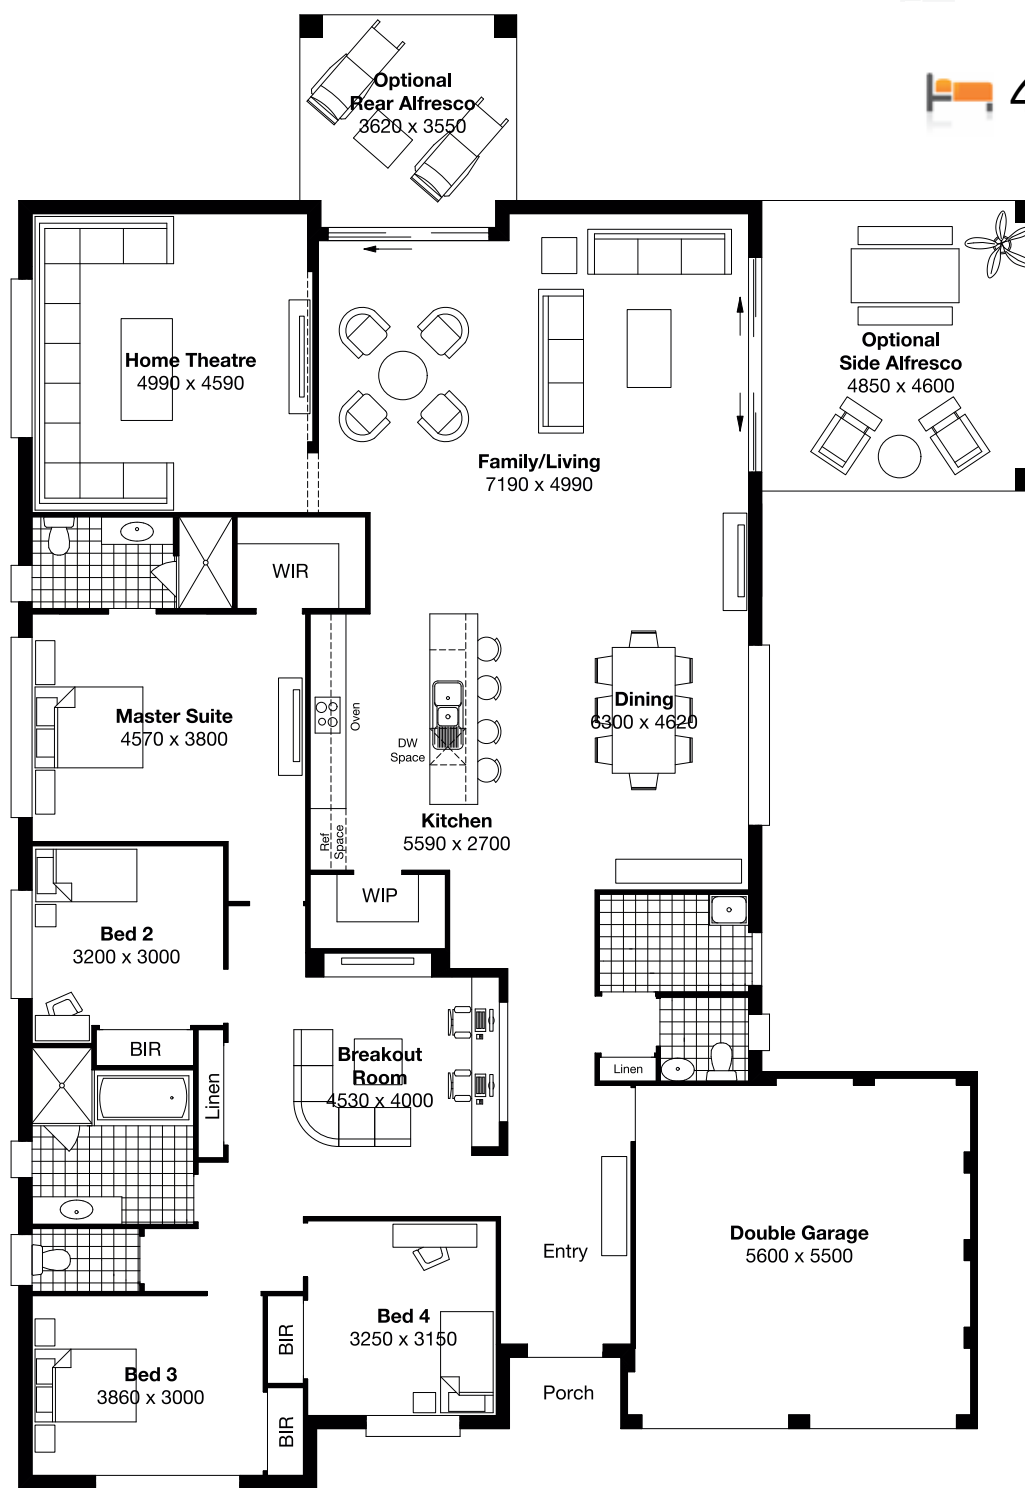 Optional
Rear Alfresco
3620 x 3550
4
Home Theatre
4990 x 4590
Optional
Side Alfresco
4850 x 4600
Family/Living
7190 x 4990
WIR
Master Suite
4570 x 3800
Oven
DW
Space
Dining
6300 x 4620
Ref
Space
Kitchen
5590 x 2700
WIP
Bed 2
3200 x 3000
BIR
Linen
Breakout
Room
4530 x 4000
Linen
Entry
Double Garage
5600 x 5500
Bed 4
3250 x 3150
BIR
Bed 3
3860 x 3000
BIR
Porch